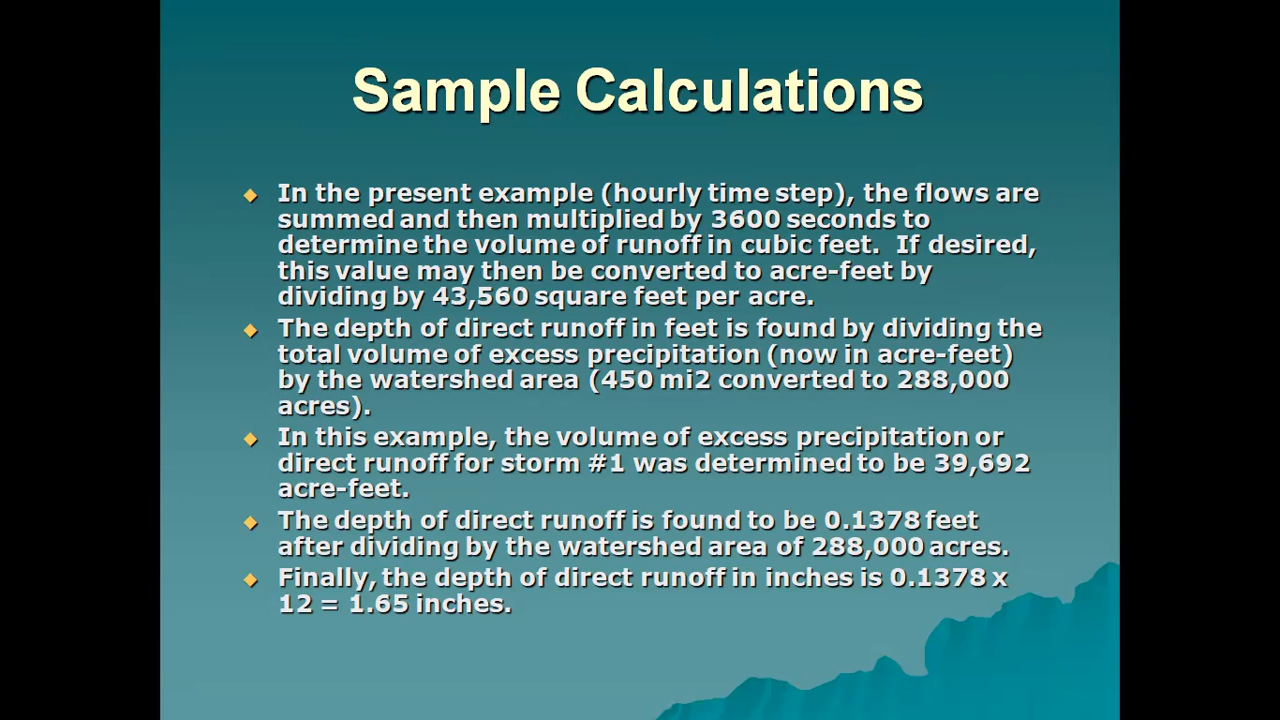 Sample Calculations
In the present example (hourly time step), the flows are
summed and then multiplied by 3600 seconds to
determine the volume of runoff in cubic feet.  If desired,
this value may then be converted to acre-feet by
dividing by 43,560 square feet per acre.
The depth of direct runoff in feet is found by dividing the
total volume of excess precipitation (now in acre-feet)
by the watershed area (450 mi2 converted to 288,000
acres).
In this example, the volume of excess precipitation or
direct runoff for storm #1 was determined to be 39,692
acre-feet.
The depth of direct runoff is found to be 0.1378 feet
after dividing by the watershed area of 288,000 acres.
Finally, the depth of direct runoff in inches is 0.1378 x
12 = 1.65 inches.